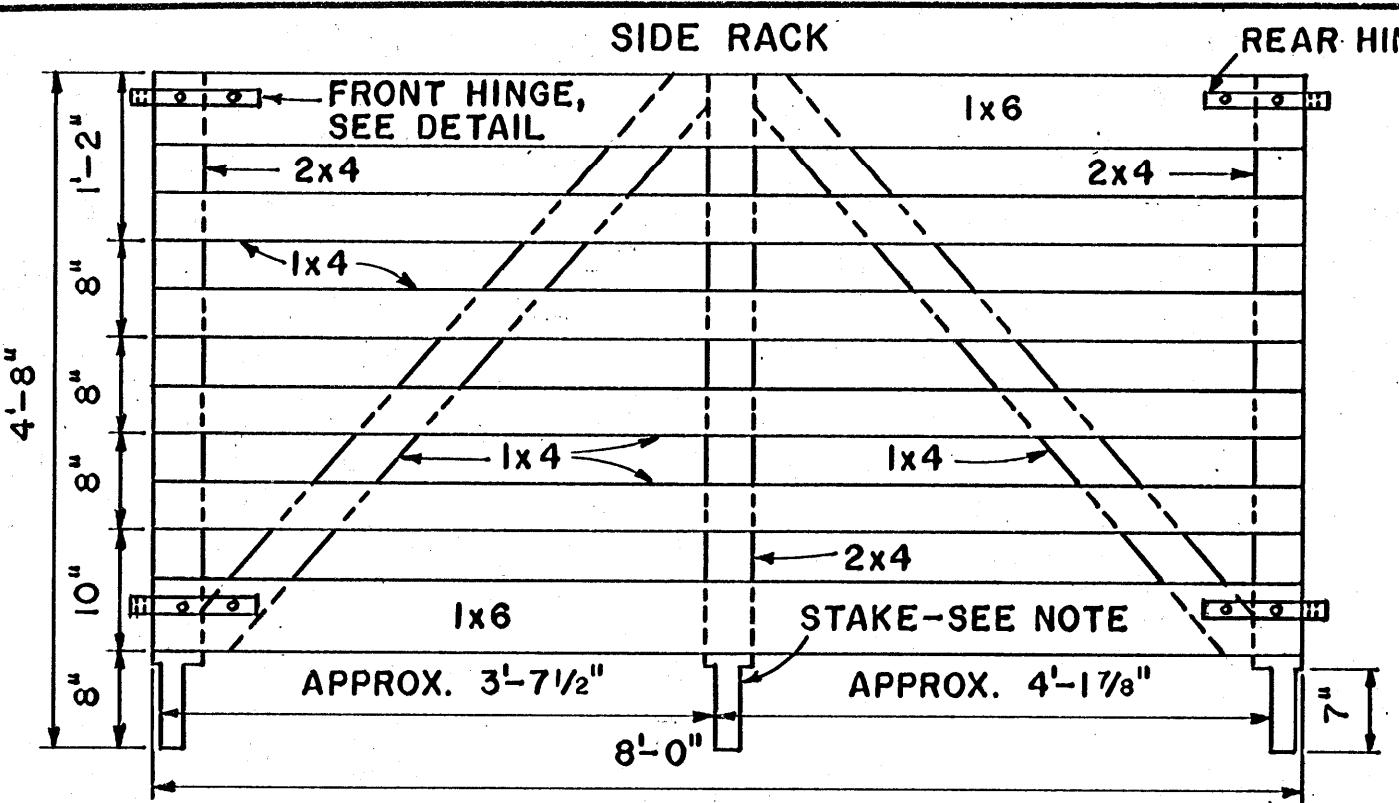 SIDE RACK
REAR HIN
FRONT HINGE,
SEE DETAIL
1x6
2x4
2x4
1'-2"
1x4
8"
4'-8"
8"
8"
1x4
1x4
2x4
10"
1x6
STAKE-SEE NOTE
8"
APPROX. 3'-7 1/2"
APPROX. 4'-1 7/8"
7"
8'-0"